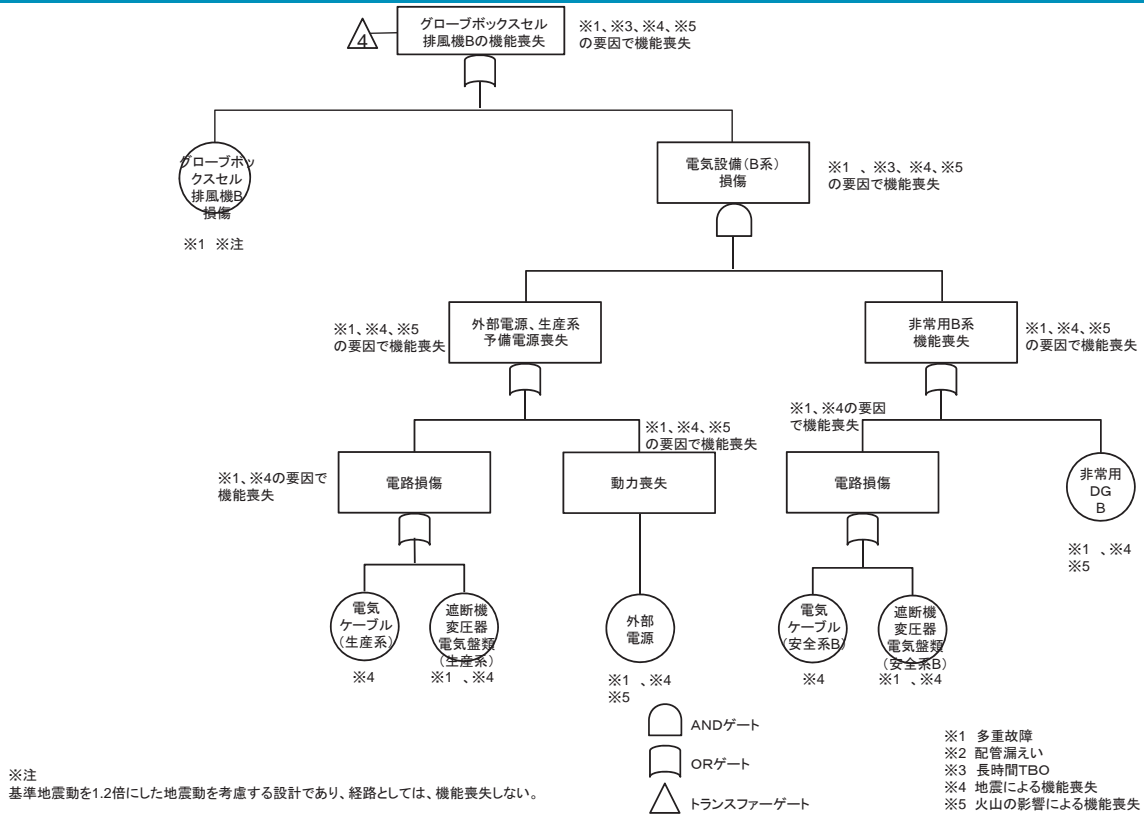 4
グローブボックスセル
排風機Bの機能喪失
※1、※3、※4、※5
の要因で機能喪失
グローブボッ
クスセル
排風機B
損傷
※1 ※注
電気設備(B系)
損傷
※1 、※3、※4、※5
の要因で機能喪失
※1、※4、※5
の要因で機能喪失
外部電源、生産系
予備電源喪失
非常用B系
機能喪失
※1、※4、※5
の要因で機能喪失
※1、※4の要因で
機能喪失
電路損傷
※1、※4、※5
の要因で機能喪失
動力喪失
※1、※4の要因
で機能喪失
電路損傷
非常用
DG
B
※1 、※4
※5
電気
ケーブル
(生産系)
※4
遮断機
変圧器
電気盤類
(生産系)
※1 、※4
外部
電源
※1 、※4
※5
電気
ケーブル
(安全系B)
※4
遮断機
変圧器
電気盤類
(安全系B)
※1 、※4
ANDゲート
ORゲート
トランスファーゲート
※1 多重故障
※2 配管漏えい
※3 長時間TBO
※4 地震による機能喪失
※5 火山の影響による機能喪失
※注
基準地震動を1.2倍にした地震動を考慮する設計であり、経路としては、機能喪失しない。